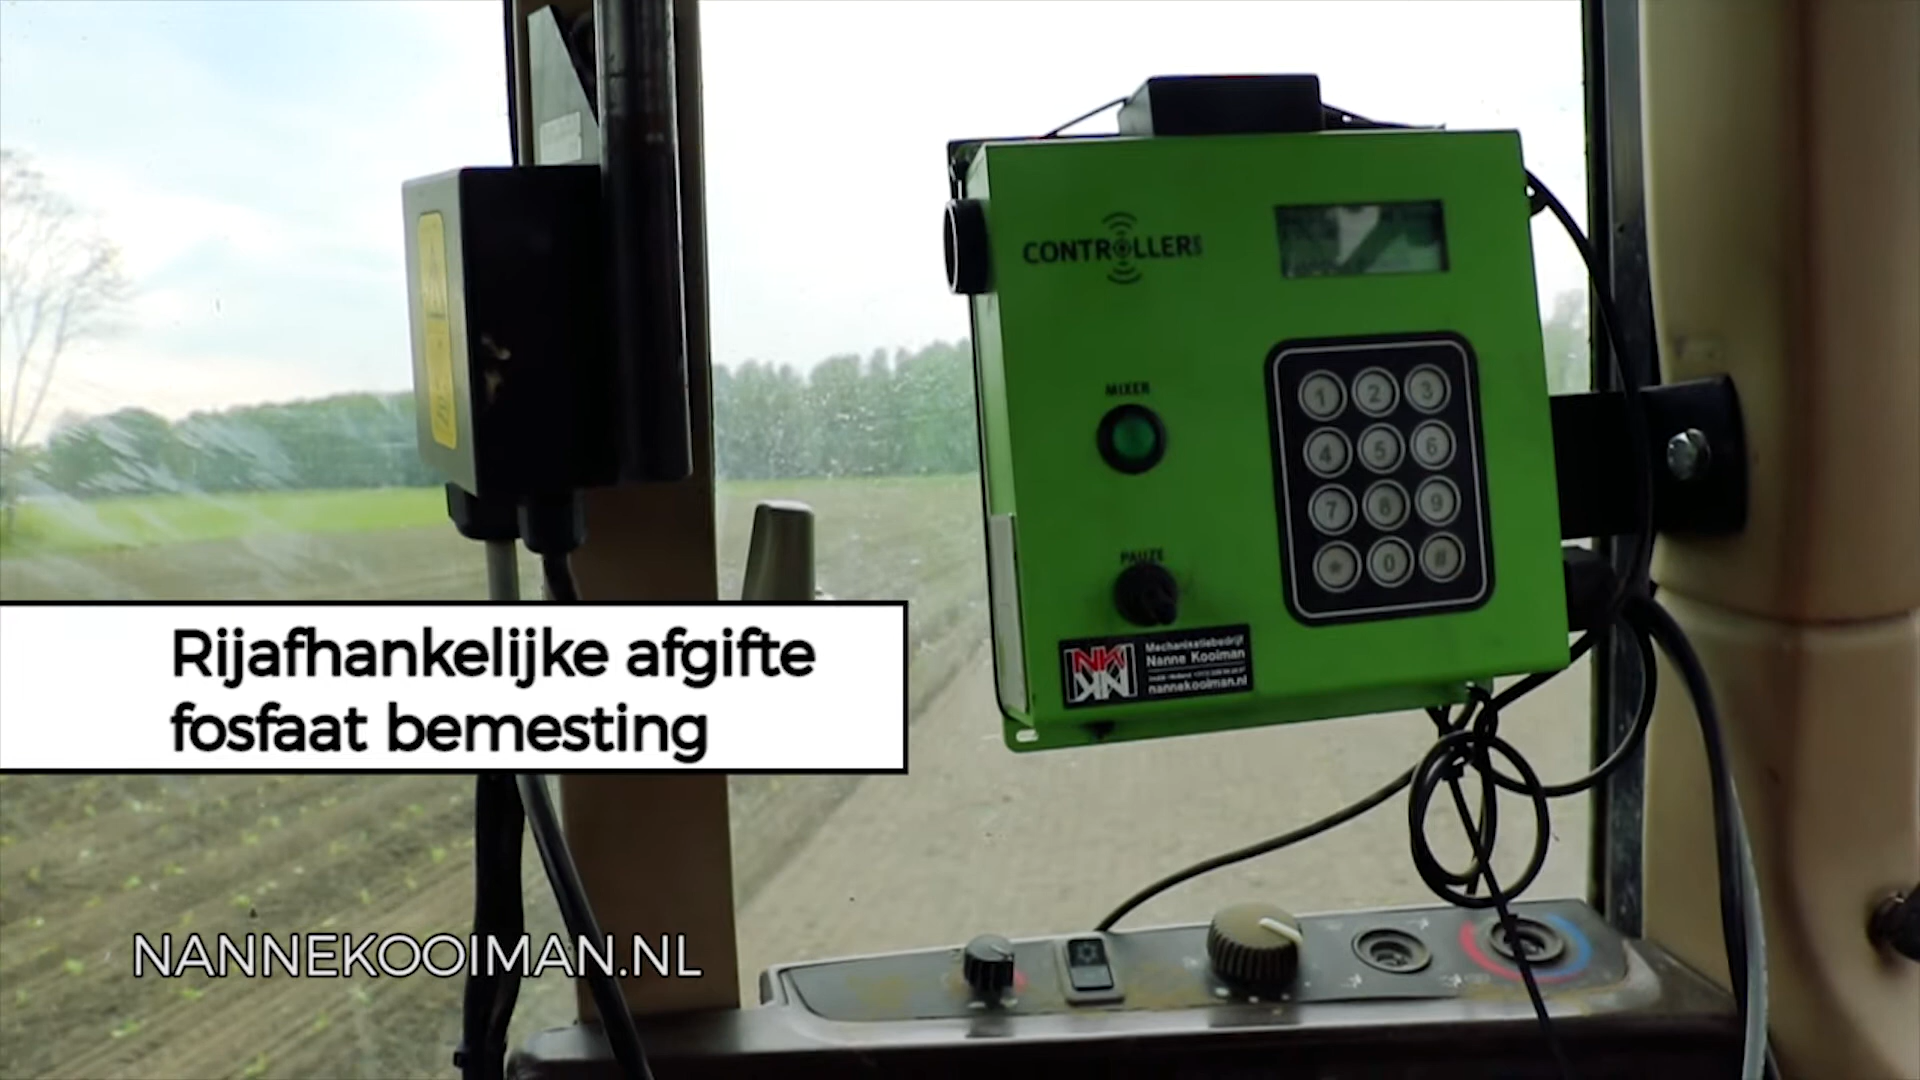 CONTROLLER
MIXER
1 2 3
4 5 6
7 8 9
* 0 #
PAUZE
NK
Mechanisatiebedrijf
Nanne Kooiman
nannekooiman.nl
Rijafhankelijke afgifte
fosfaat bemesting
NANNEKOOIMAN.NL